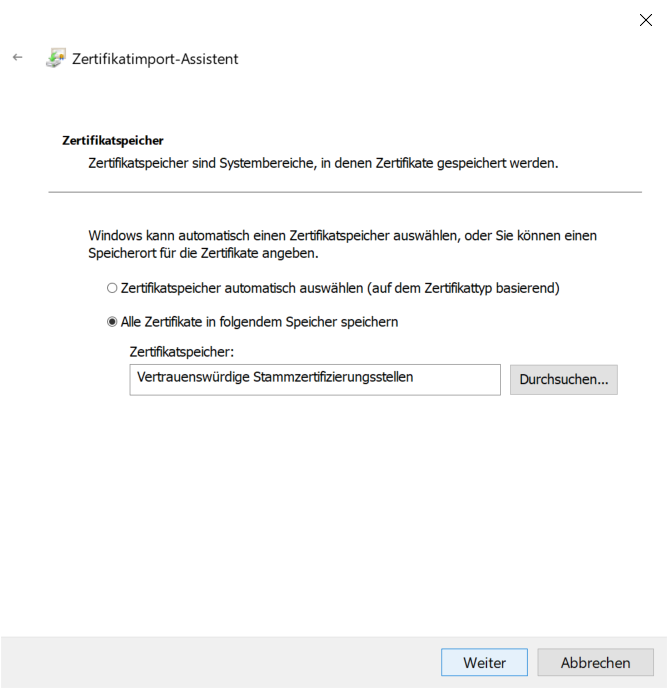 Zertifikatimport-Assistent
Zertifikatspeicher
Zertifikatspeicher sind Systembereiche, in denen Zertifikate gespeichert werden.
Windows kann automatisch einen Zertifikatspeicher auswählen, oder Sie können einen
Speicherort für die Zertifikate angeben.
Zertifikatspeicher automatisch auswählen (auf dem Zertifikattyp basierend)
Alle Zertifikate in folgendem Speicher speichern
Zertifikatspeicher:
Vertrauenswürdige Stammzertifizierungsstellen
Durchsuchen...
Weiter
Abbrechen